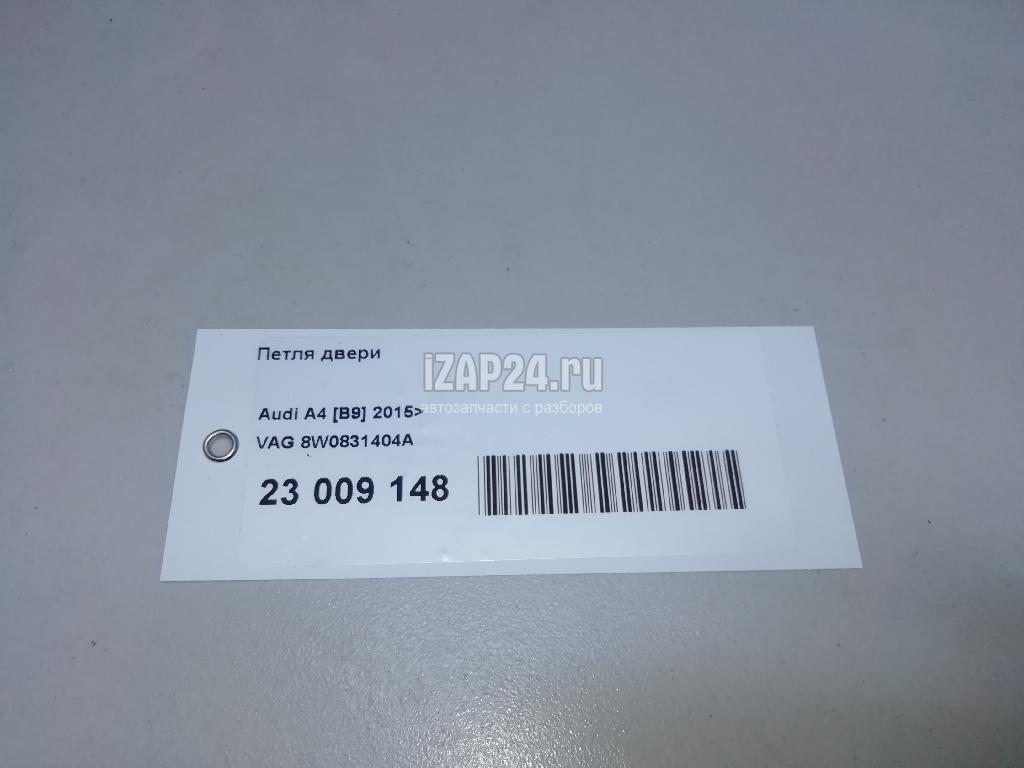 Петля двери
iZAP24.ru
автозапчасти с разборов
Audi A4 [B9] 2015>
VAG 8W0831404A
23 009 148